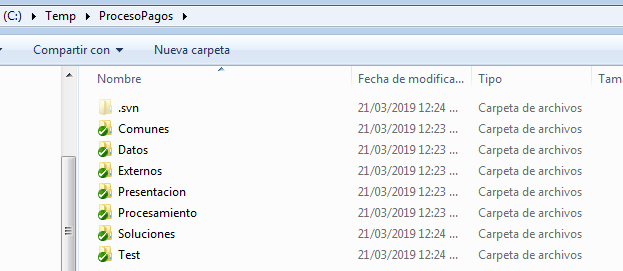 (C:) Temp ProcesoPagos
Compartir con Nueva carpeta
Nombre Fecha de modifica... Tipo Tama
.svn 21/03/2019 12:24 ... Carpeta de archivos
Comunes 21/03/2019 12:23 ... Carpeta de archivos
Datos 21/03/2019 12:23 ... Carpeta de archivos
Externos 21/03/2019 12:23 ... Carpeta de archivos
Presentacion 21/03/2019 12:23 ... Carpeta de archivos
Procesamiento 21/03/2019 12:23 ... Carpeta de archivos
Soluciones 21/03/2019 12:24 ... Carpeta de archivos
Test 21/03/2019 12:24 ... Carpeta de archivos